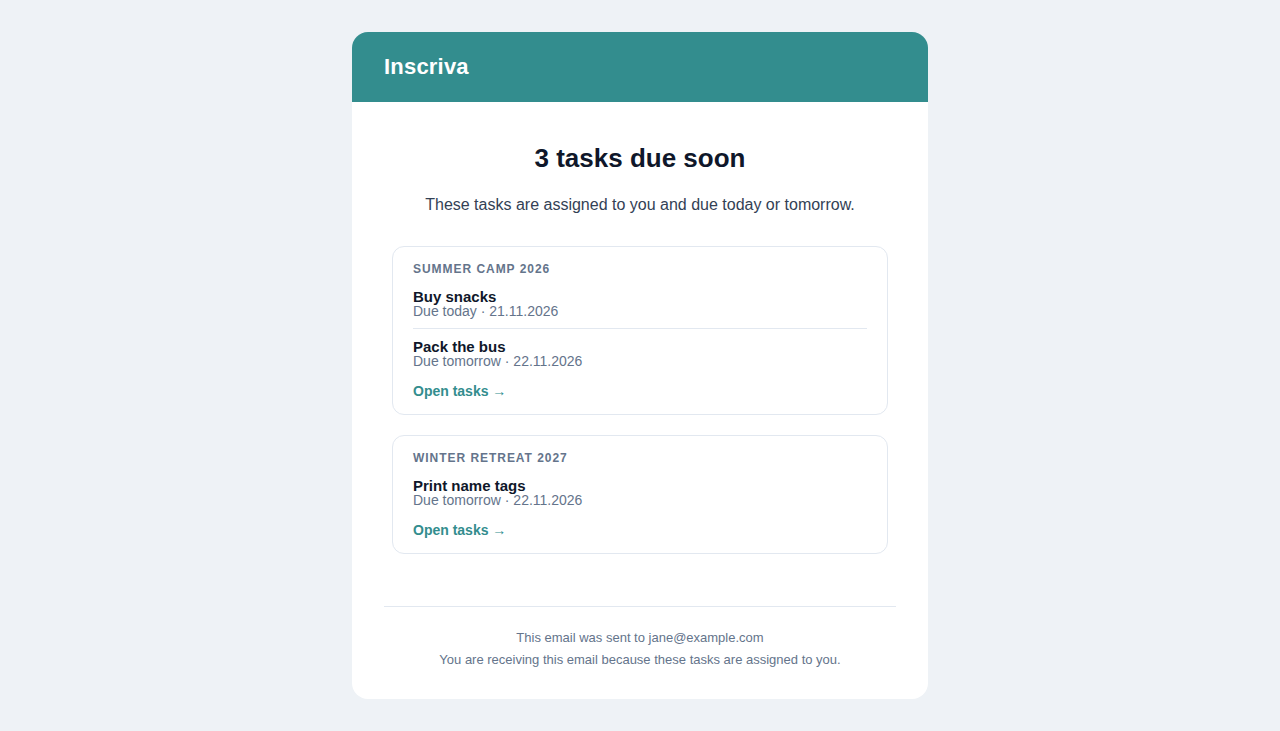 Inscriva
3 tasks due soon
These tasks are assigned to you and due today or tomorrow.
SUMMER CAMP 2026
Buy snacks
Due today · 21.11.2026
Pack the bus
Due tomorrow · 22.11.2026
Open tasks →
WINTER RETREAT 2027
Print name tags
Due tomorrow · 22.11.2026
Open tasks →
This email was sent to jane@example.com
You are receiving this email because these tasks are assigned to you.